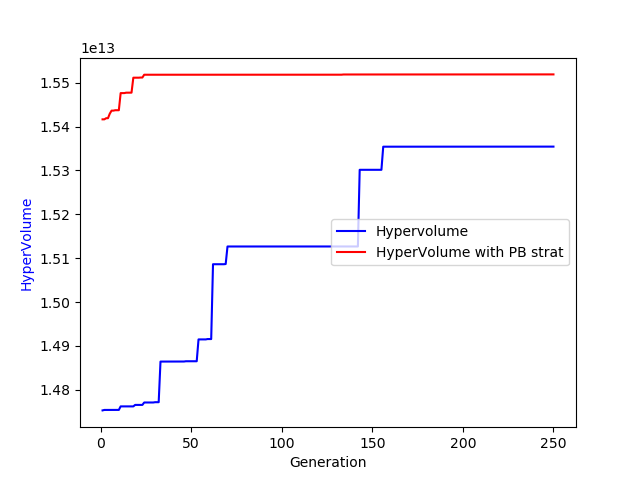 1e13
1.55
1.54
1.53
1.52
1.51
1.50
1.49
1.48
HyperVolume
Hypervolume
HyperVolume with PB strat
0 50 100 150 200 250
Generation